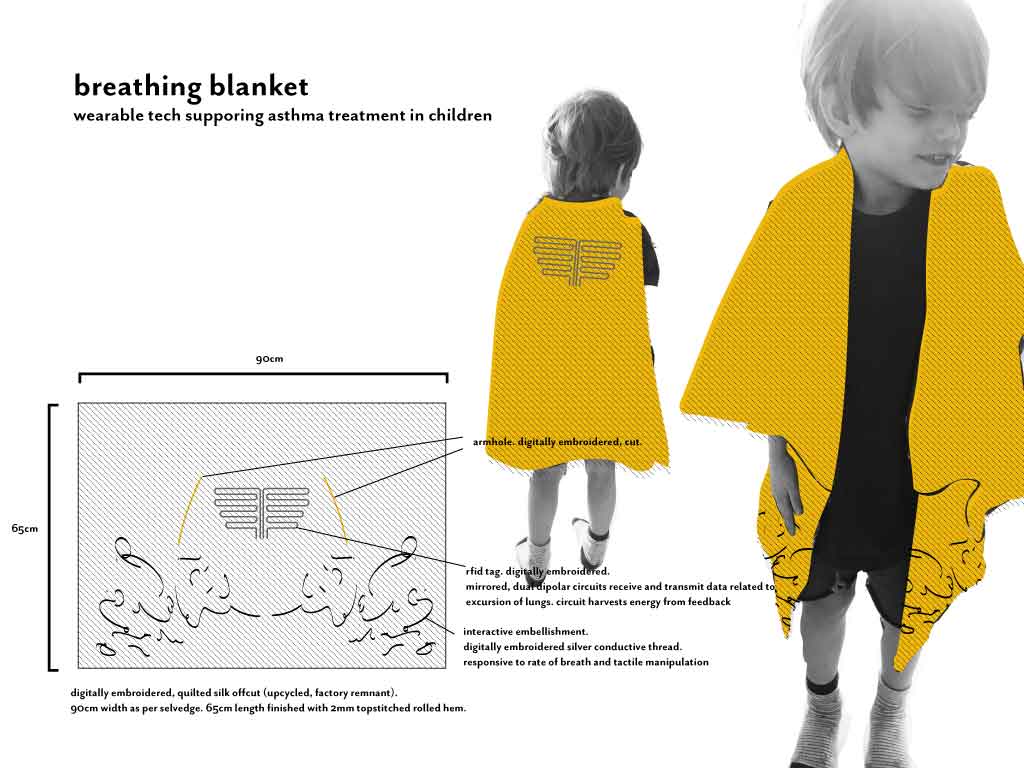 breathing blanket
wearable tech supporing asthma treatment in children
90cm
65cm
armhole. digitally embroidered, cut.
rfid tag. digitally embroidered.
mirrored, dual dipolar circuits receive and transmit data related to
excursion of lungs. circuit harvests energy from feedback
interactive embellishment.
digitally embroidered silver conductive thread.
responsive to rate of breath and tactile manipulation
digitally embroidered, quilted silk offcut (upcycled, factory remnant).
90cm width as per selvedge. 65cm length finished with 2mm topstitched rolled hem.